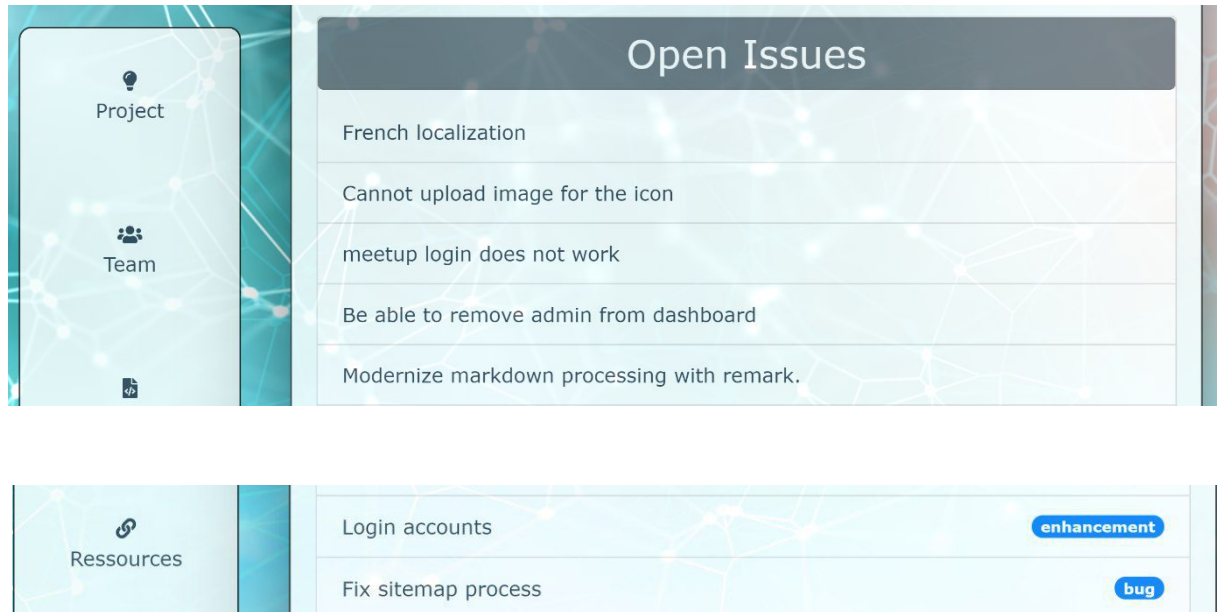 Open Issues
Project
French localization
Cannot upload image for the icon
Team
meetup login does not work
Be able to remove admin from dashboard
Modernize markdown processing with remark.
Ressources
Login accounts
enhancement
Fix sitemap process
bug